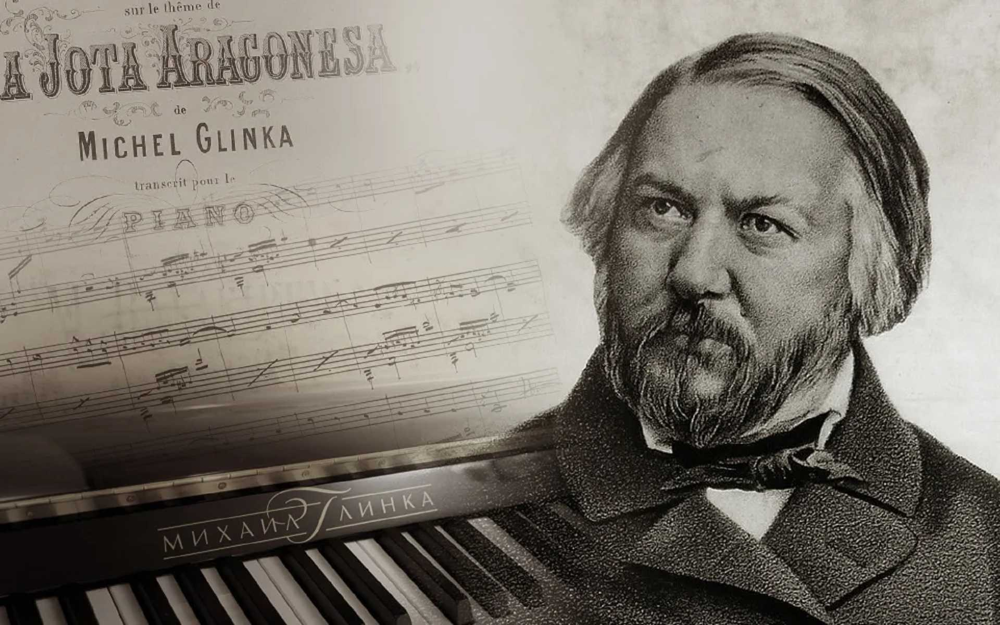 sur le thême de
A JOTA ARAGONESA"
de
MICHEL GLINKA
transcrit pour le
PIANO
МИХАИЛ ГЛИНКА